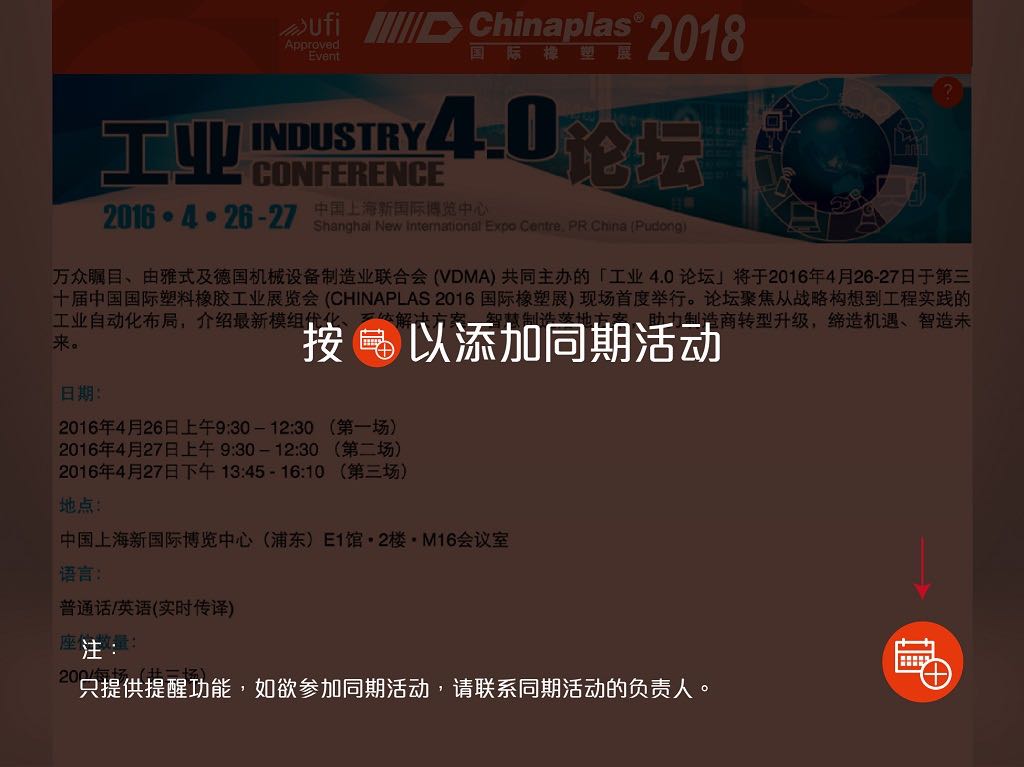 ufi
Approved
Event
Chinaplas® 2018
国际橡塑展
?
工业 INDUSTRY 4.0 论坛
CONFERENCE
2016 • 4 • 26 - 27
中国上海新国际博览中心
Shanghai New International Expo Centre, PR China (Pudong)
万众瞩目、由雅式及德国机械设备制造业联合会 (VDMA) 共同主办的「工业 4.0 论坛」将于2016年4月26-27日于第三
十届中国国际塑料橡胶工业展览会 (CHINAPLAS 2016 国际橡塑展) 现场首度举行。论坛聚焦从战略构想到工程实践的
工业自动化布局，介绍最新模组优化、系统解决方案、智慧制造落地方案，助力制造商转型升级，缔造机遇、智造未
来。
按 以添加同期活动
日期：
2016年4月26日上午9:30 – 12:30 （第一场）
2016年4月27日上午 9:30 – 12:30 （第二场）
2016年4月27日下午 13:45 - 16:10 （第三场）
地点：
中国上海新国际博览中心（浦东）E1馆 • 2楼 • M16会议室
语言：
普通话/英语(实时传译)
座位数量：
注：
200/每场（共三场）
只提供提醒功能，如欲参加同期活动，请联系同期活动的负责人。